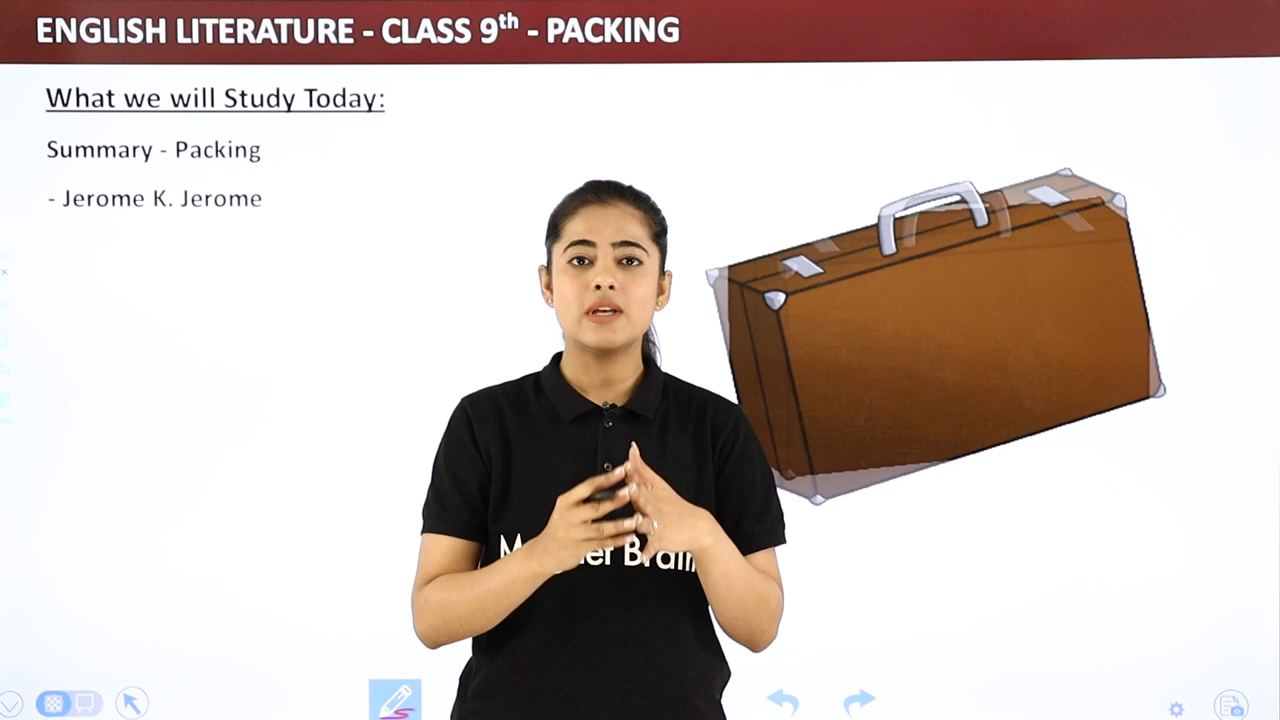 ENGLISH LITERATURE - CLASS 9th - PACKING
What we will Study Today:
Summary - Packing
- Jerome K. Jerome